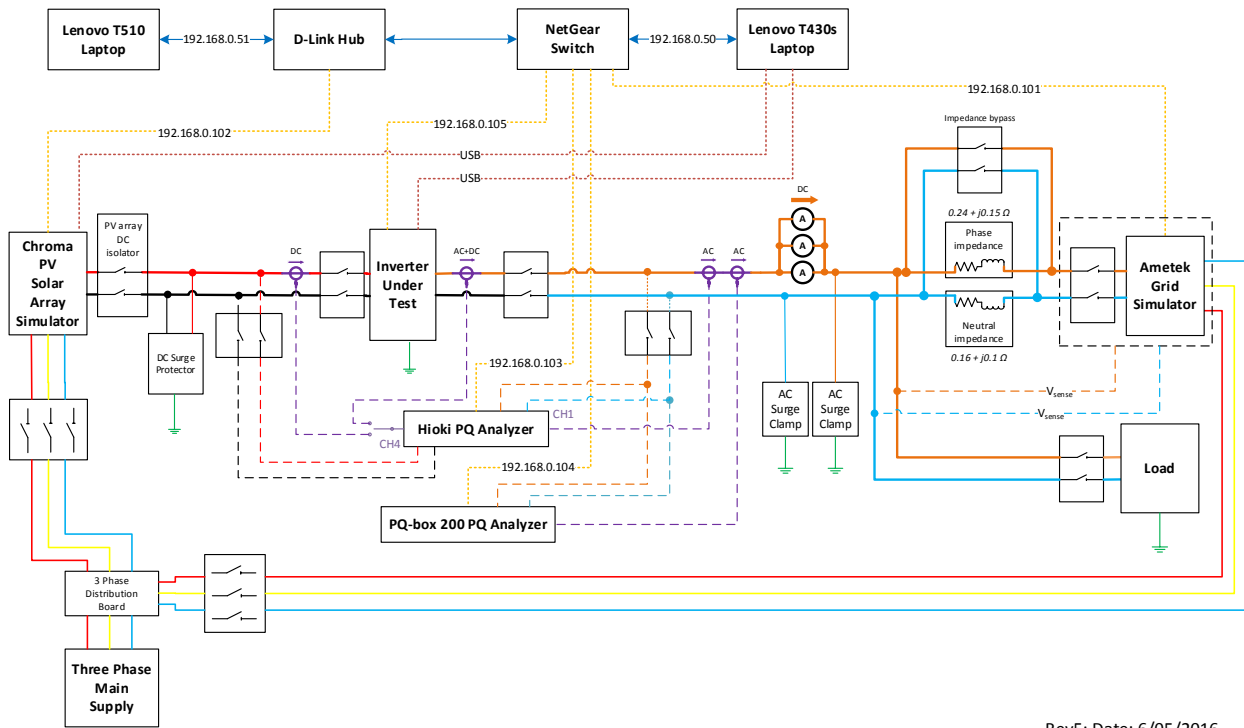 Lenovo T510
Laptop
192.168.0.51
D-Link Hub
NetGear
Switch
192.168.0.50
Lenovo T430s
Laptop
192.168.0.101
192.168.0.102
192.168.0.105
USB
USB
Impedance bypass
Chroma
PV
Solar
Array
Simulator
PV array
DC
isolator
DC
Inverter
Under
Test
AC+DC
AC
AC
DC
A
A
A
0.24 + j0.15 Ω
Phase
impedance
Neutral
impedance
0.16 + j0.1 Ω
Ametek
Grid
Simulator
DC Surge
Protector
192.168.0.103
CH1
CH4
Hioki PQ Analyzer
192.168.0.104
PQ-box 200 PQ Analyzer
AC
Surge
Clamp
AC
Surge
Clamp
Vsense
Vsense
Load
3 Phase
Distribution
Board
Three Phase
Main
Supply